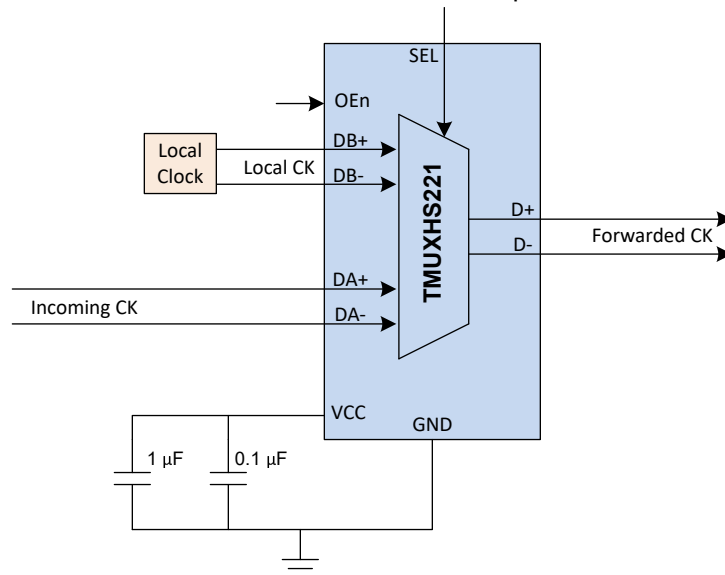 SEL
OEn
DB+
Local
Clock
Local CK
DB-
TMUXHS221
D+
Forwarded CK
D-
DA+
Incoming CK
DA-
VCC
GND
1 µF
0.1 µF